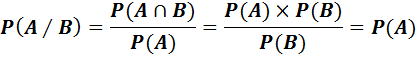 P(A / B) = P(A ∩ B) / P(A) = P(A) × P(B) / P(B) = P(A)